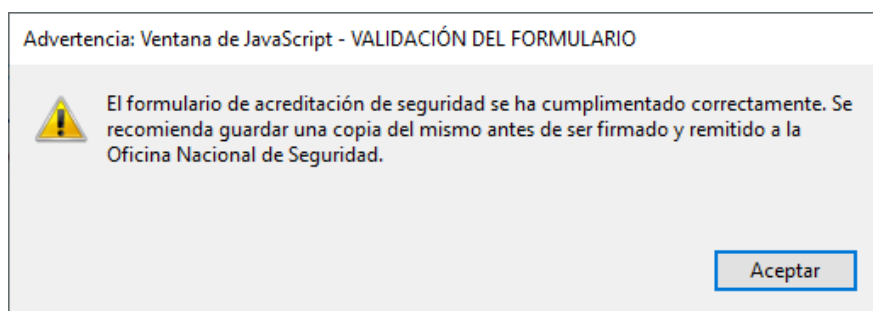 Advertencia: Ventana de JavaScript - VALIDACIÓN DEL FORMULARIO
El formulario de acreditación de seguridad se ha cumplimentado correctamente. Se
recomienda guardar una copia del mismo antes de ser firmado y remitido a la
Oficina Nacional de Seguridad.
Aceptar